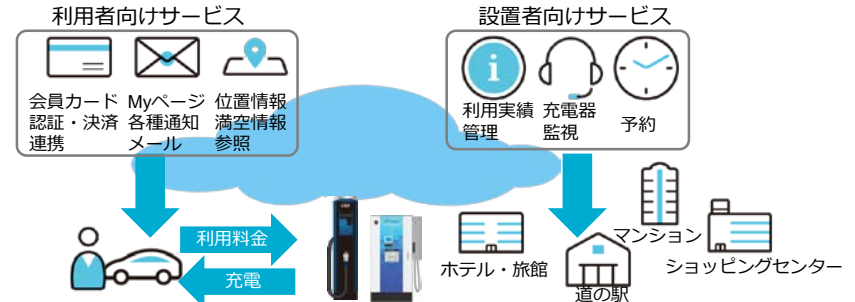 利用者向けサービス
会員カード
認証・決済
連携
Myページ
各種通知
メール
位置情報
満空情報
参照
設置者向けサービス
利用実績
管理
充電器
監視
予約
利用料金
充電
ホテル・旅館
道の駅
マンション
ショッピングセンター